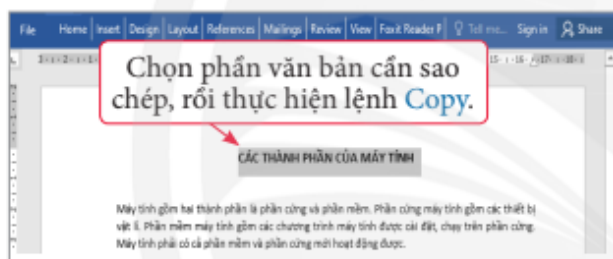 File Home Insert Design Layout References Mailings Review View Foxit Reader P Tell me... Sign in Share
Chọn phần văn bản cần sao
chép, rồi thực hiện lệnh Copy.
CÁC THÀNH PHẦN CỦA MÁY TÍNH
Máy tính gồm hai thành phần là phần cứng và phần mềm. Phần cứng máy tính gồm các thiết bị
vật lí. Phần mềm máy tính gồm các chương trình máy tính được cài đặt, chạy trên phần cứng.
Máy tính phải có cả phần mềm và phần cứng mới hoạt động được.